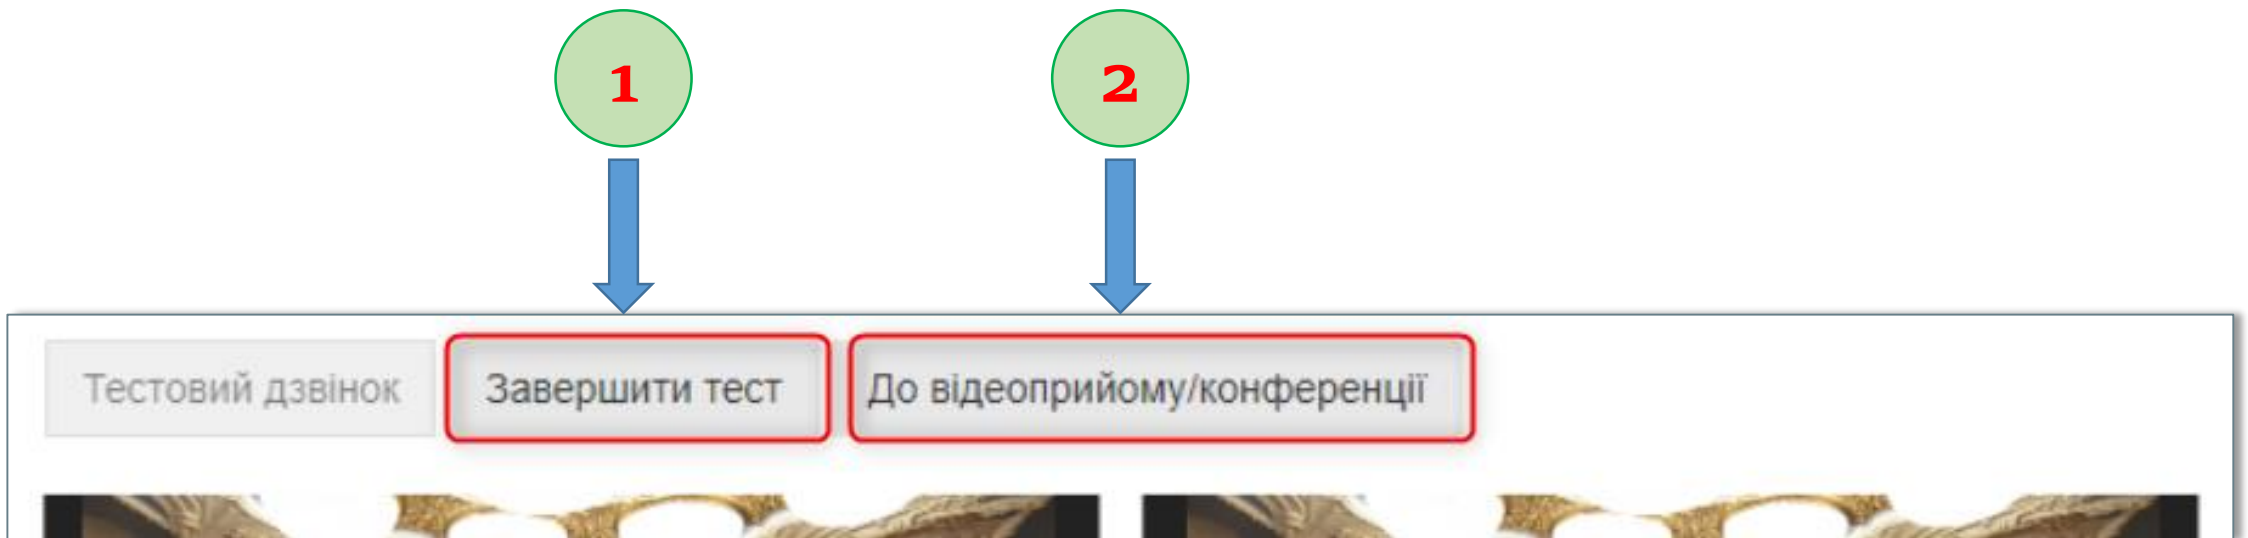 1 2
Тестовий дзвінок Завершити тест До відеоприйому/конференції